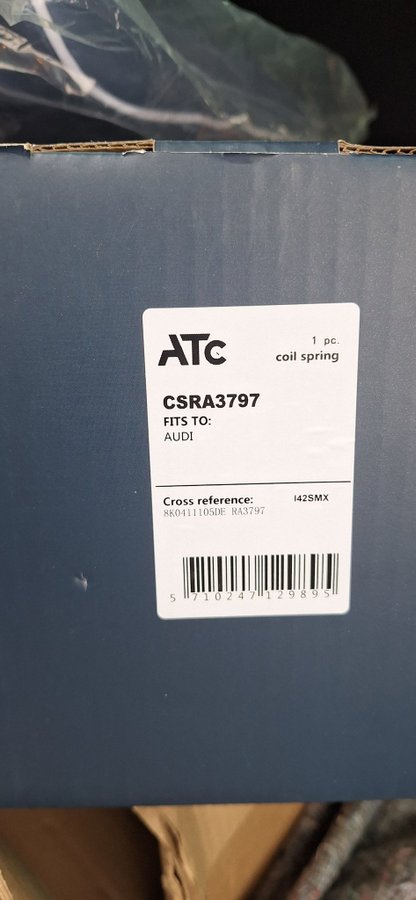 ATC
1 pc.
coil spring
CSRA3797
FITS TO:
AUDI
Cross reference:
I42SMX
8K0411105DE RA3797
5 710247 129895